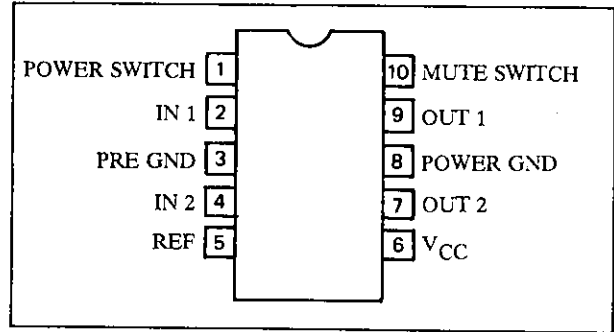 POWER SWITCH 1 10 MUTE SWITCH
IN 1 2 9 OUT 1
PRE GND 3 8 POWER GND
IN 2 4 7 OUT 2
REF 5 6 VCC